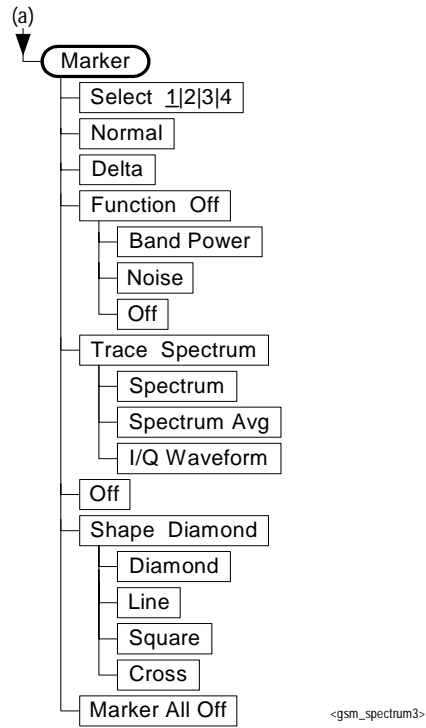 (a)
Marker
Select 1|2|3|4
Normal
Delta
Function Off
Band Power
Noise
Off
Trace Spectrum
Spectrum
Spectrum Avg
I/Q Waveform
Off
Shape Diamond
Diamond
Line
Square
Cross
Marker All Off
<gsm_spectrum3>